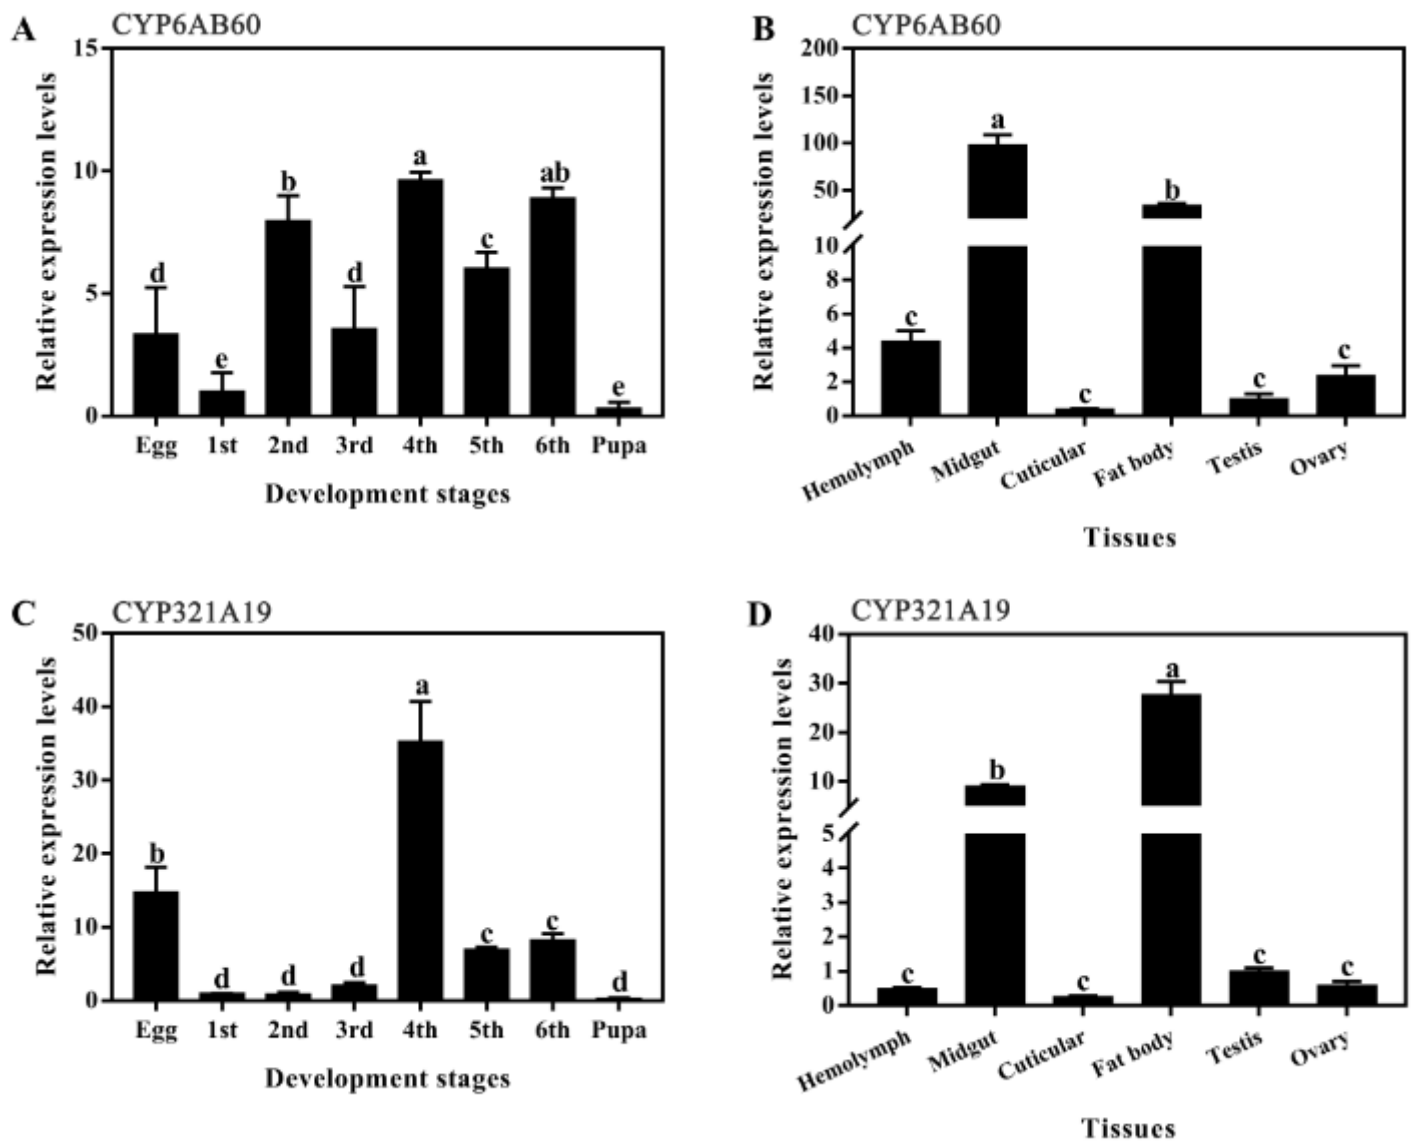 A CYP6AB60
Relative expression levels
15
10
5
0
d e b d a c ab e
Egg 1st 2nd 3rd 4th 5th 6th Pupa
Development stages
B CYP6AB60
Relative expression levels
200
150
100
50
10
8
6
4
2
0
c a c b c c
Hemolymph Midgut Cuticular Fat body Testis Ovary
Tissues
C CYP321A19
Relative expression levels
50
40
30
20
10
0
b d d d a c c d
Egg 1st 2nd 3rd 4th 5th 6th Pupa
Development stages
D CYP321A19
Relative expression levels
40
30
20
10
5
4
3
2
1
0
c b c a c c
Hemolymph Midgut Cuticular Fat body Testis Ovary
Tissues